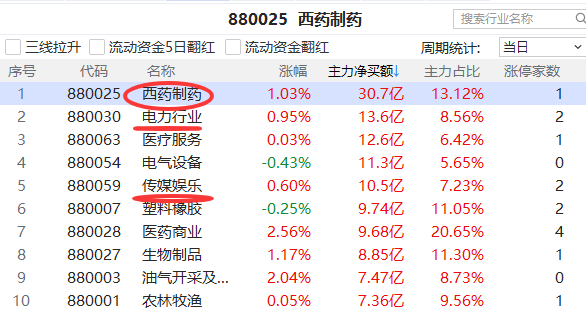 880025 西药制药
搜索行业名称
三线拉升 流动资金5日翻红 流动资金翻红 周期统计: 当日
序号 代码 名称 涨幅 主力净买额↓ 主力占比 涨停家数
1 880025 西药制药 1.03% 30.7亿 13.12% 1
2 880030 电力行业 0.95% 13.6亿 8.56% 2
3 880063 医疗服务 0.03% 12.6亿 6.42% 1
4 880054 电气设备 -0.43% 11.3亿 5.65% 0
5 880059 传媒娱乐 0.60% 10.5亿 7.23% 2
6 880007 塑料橡胶 -0.25% 9.74亿 11.05% 2
7 880028 医药商业 2.56% 9.68亿 20.65% 4
8 880027 生物制品 1.17% 8.85亿 11.30% 1
9 880003 油气开采及... 2.04% 7.47亿 8.73% 0
10 880001 农林牧渔 0.05% 7.36亿 9.56% 1